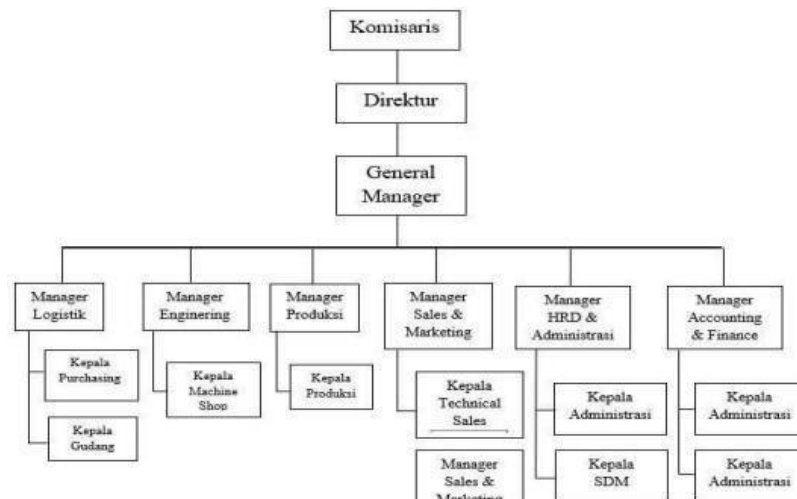 Komisaris
Direktur
General
Manager
Manager
Logistik
Manager
Enginering
Manager
Produksi
Manager
Sales &
Marketing
Manager
HRD &
Administrasi
Manager
Accounting
& Finance
Kepala
Purchasing
Kepala
Gudang
Kepala
Machine
Shop
Kepala
Produksi
Kepala
Technical
Sales
Manager
Sales &
Marketing
Kepala
Administrasi
Kepala
SDM
Kepala
Administrasi
Kepala
Administrasi